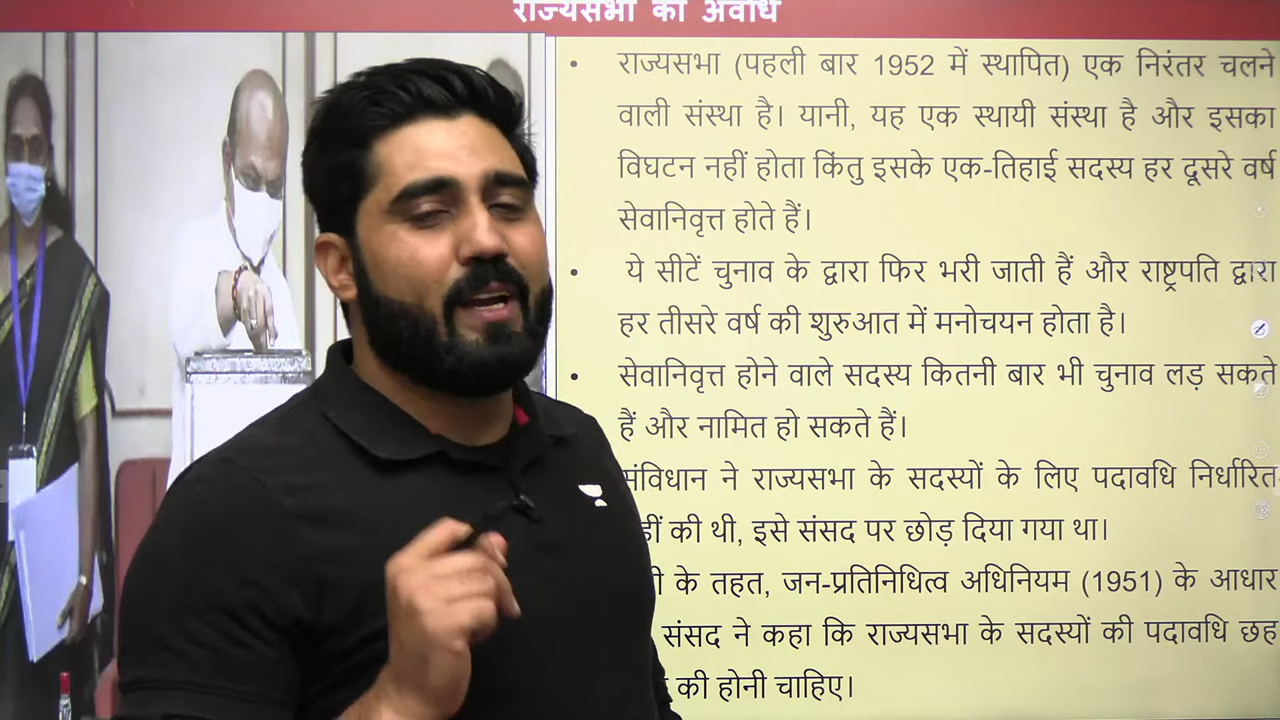 राज्यसभा की अवधि
राज्यसभा (पहली बार 1952 में स्थापित) एक निरंतर चलने
वाली संस्था है। यानी, यह एक स्थायी संस्था है और इसका
विघटन नहीं होता किंतु इसके एक-तिहाई सदस्य हर दूसरे वर्ष
सेवानिवृत्त होते हैं।
ये सीटें चुनाव के द्वारा फिर भरी जाती हैं और राष्ट्रपति द्वारा
हर तीसरे वर्ष की शुरुआत में मनोचयन होता है।
सेवानिवृत्त होने वाले सदस्य कितनी बार भी चुनाव लड़ सकते
हैं और नामित हो सकते हैं।
संविधान ने राज्यसभा के सदस्यों के लिए पदावधि निर्धारित
की थी, इसे संसद पर छोड़ दिया गया था।
के तहत, जन-प्रतिनिधित्व अधिनियम (1951) के आधार
संसद ने कहा कि राज्यसभा के सदस्यों की पदावधि छह
की होनी चाहिए।